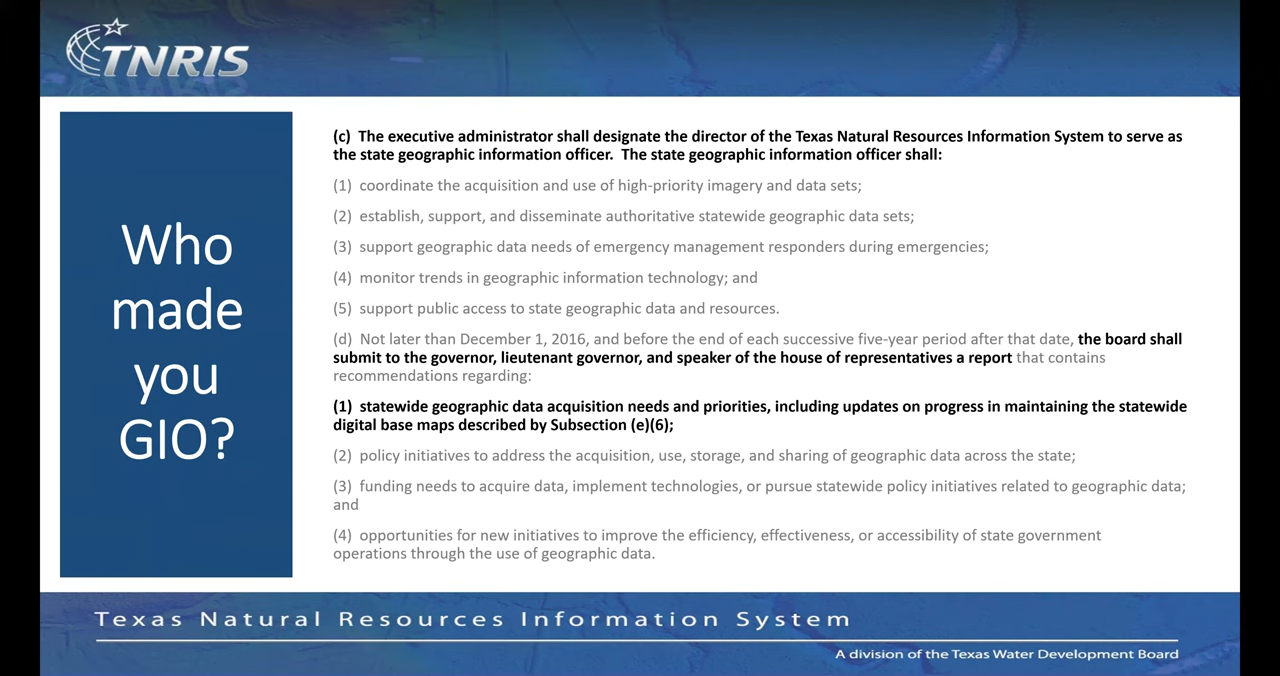 TNRIS
Who
made
you
GIO?
(c)  The executive administrator shall designate the director of the Texas Natural Resources Information System to serve as
the state geographic information officer.  The state geographic information officer shall:
(1)  coordinate the acquisition and use of high-priority imagery and data sets;
(2)  establish, support, and disseminate authoritative statewide geographic data sets;
(3)  support geographic data needs of emergency management responders during emergencies;
(4)  monitor trends in geographic information technology; and
(5)  support public access to state geographic data and resources.
(d)  Not later than December 1, 2016, and before the end of each successive five-year period after that date, the board shall
submit to the governor, lieutenant governor, and speaker of the house of representatives a report that contains
recommendations regarding:
(1)  statewide geographic data acquisition needs and priorities, including updates on progress in maintaining the statewide
digital base maps described by Subsection (e)(6);
(2)  policy initiatives to address the acquisition, use, storage, and sharing of geographic data across the state;
(3)  funding needs to acquire data, implement technologies, or pursue statewide policy initiatives related to geographic data;
and
(4)  opportunities for new initiatives to improve the efficiency, effectiveness, or accessibility of state government
operations through the use of geographic data.
Texas Natural Resources Information System
A division of the Texas Water Development Board